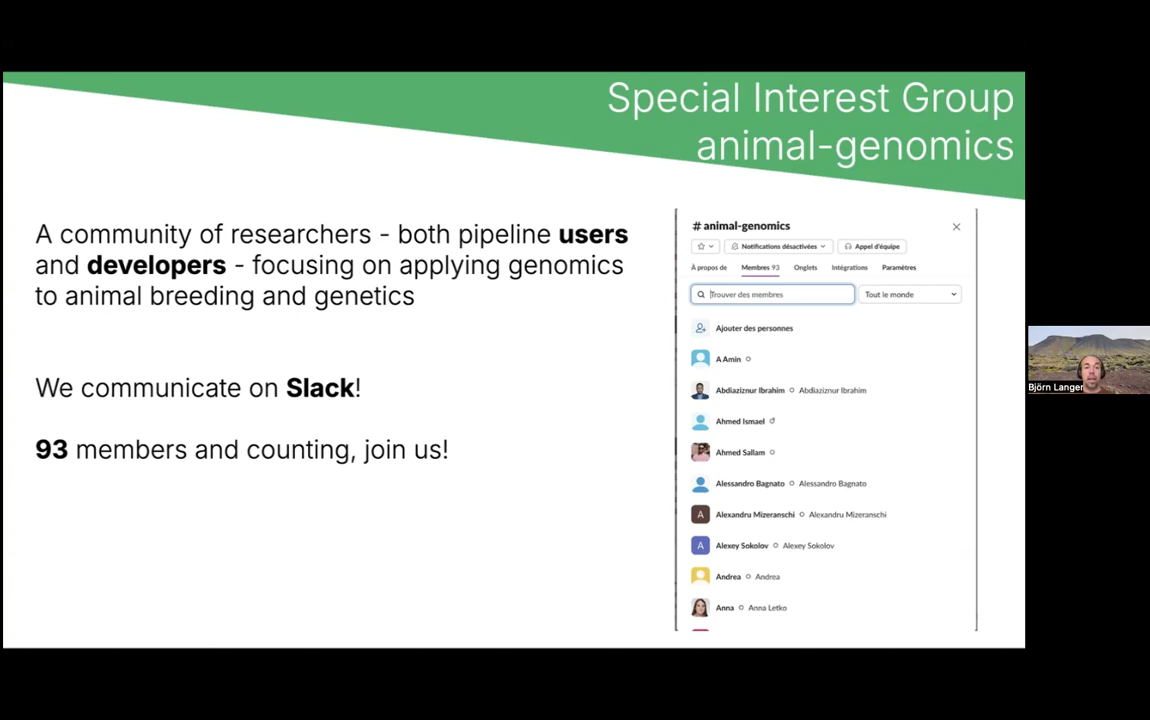 Special Interest Group
animal-genomics
A community of researchers - both pipeline users
and developers - focusing on applying genomics
to animal breeding and genetics
We communicate on Slack!
93 members and counting, join us!
# animal-genomics
Notifications désactivées
Appel d'équipe
À propos de Membres 93 Onglets Intégrations Paramètres
Trouver des membres
Tout le monde
Ajouter des personnes
A Amin
Abdiaziznur Ibrahim Abdiaziznur Ibrahim
Ahmed Ismael
Ahmed Sallam
Alessandro Bagnato Alessandro Bagnato
A Alexandru Mizeranschi Alexandru Mizeranschi
A Alexey Sokolov Alexey Sokolov
Andrea Andrea
Anna Anna Letko
Björn Langer